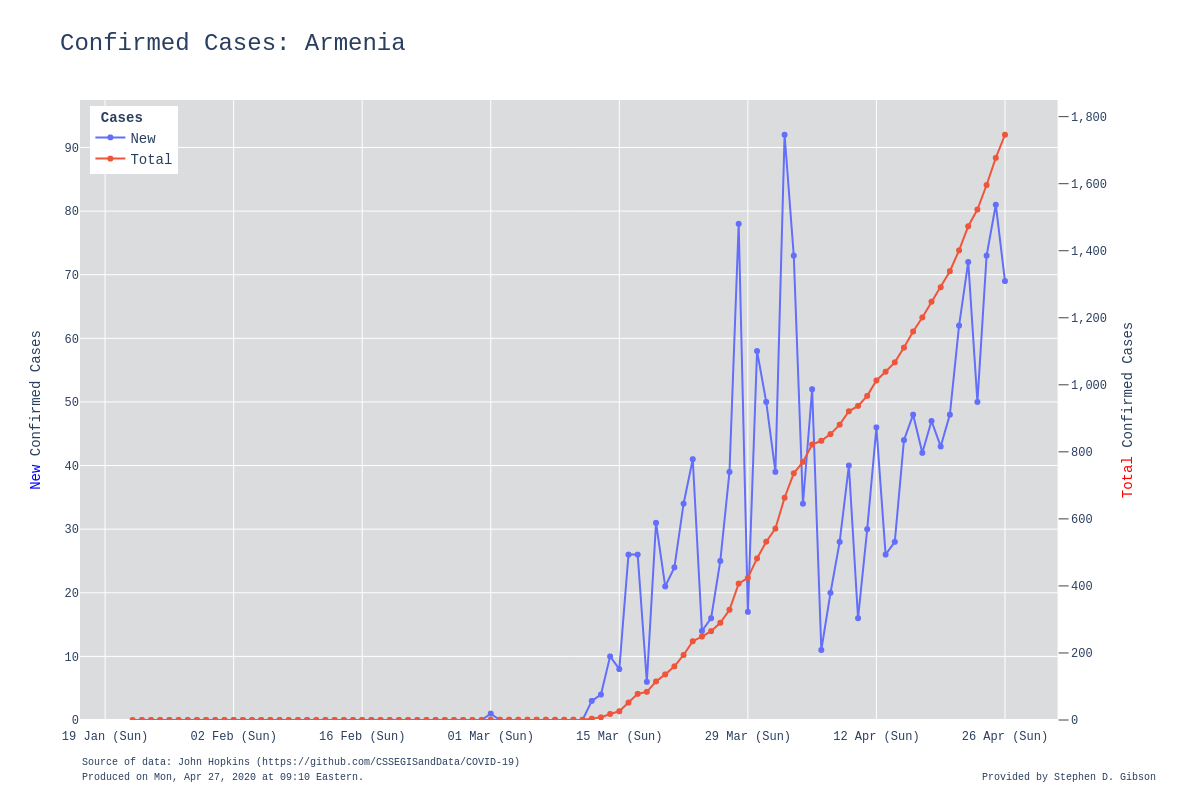 Confirmed Cases: Armenia
Cases
New
Total
90
80
70
60
50
40
30
20
10
0
New Confirmed Cases
1,800
1,600
1,400
1,200
1,000
800
600
400
200
0
Total Confirmed Cases
19 Jan (Sun) 02 Feb (Sun) 16 Feb (Sun) 01 Mar (Sun) 15 Mar (Sun) 29 Mar (Sun) 12 Apr (Sun) 26 Apr (Sun)
Source of data: John Hopkins (https://github.com/CSSEGISandData/COVID-19)
Produced on Mon, Apr 27, 2020 at 09:10 Eastern.
Provided by Stephen D. Gibson